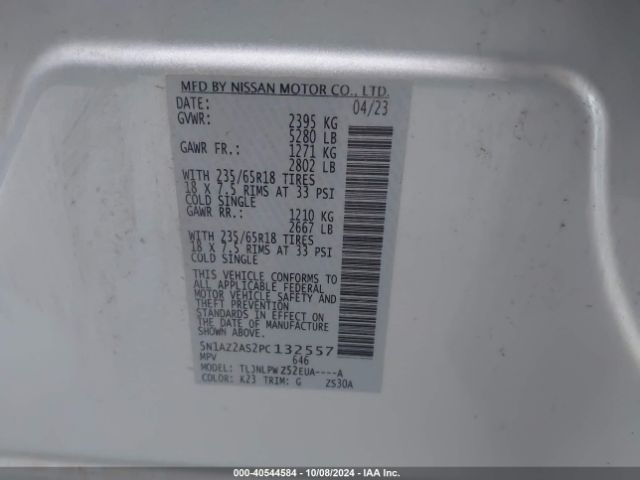 MFD BY NISSAN MOTOR CO., LTD.
DATE: 04/23
GVWR: 2395 KG
5280 LB
GAWR FR.: 1271 KG
2802 LB
WITH 235/65R18 TIRES
18 X 7.5 RIMS AT 33 PSI
COLD SINGLE
GAWR RR.: 1210 KG
2667 LB
WITH 235/65R18 TIRES
18 X 7.5 RIMS AT 33 PSI
COLD SINGLE
THIS VEHICLE CONFORMS TO
ALL APPLICABLE FEDERAL
MOTOR VEHICLE SAFETY AND
THEFT PREVENTION
STANDARDS IN EFFECT ON
THE DATE OF MANUFACTURE
SHOWN ABOVE.
5N1AZ2AS2PC132557
MPV 646
MODEL: TLJNLPW Z52EUA----A
COLOR: K23 TRIM: G ZS30A
000-40544584 | 10/08/2024 - IAA Inc.